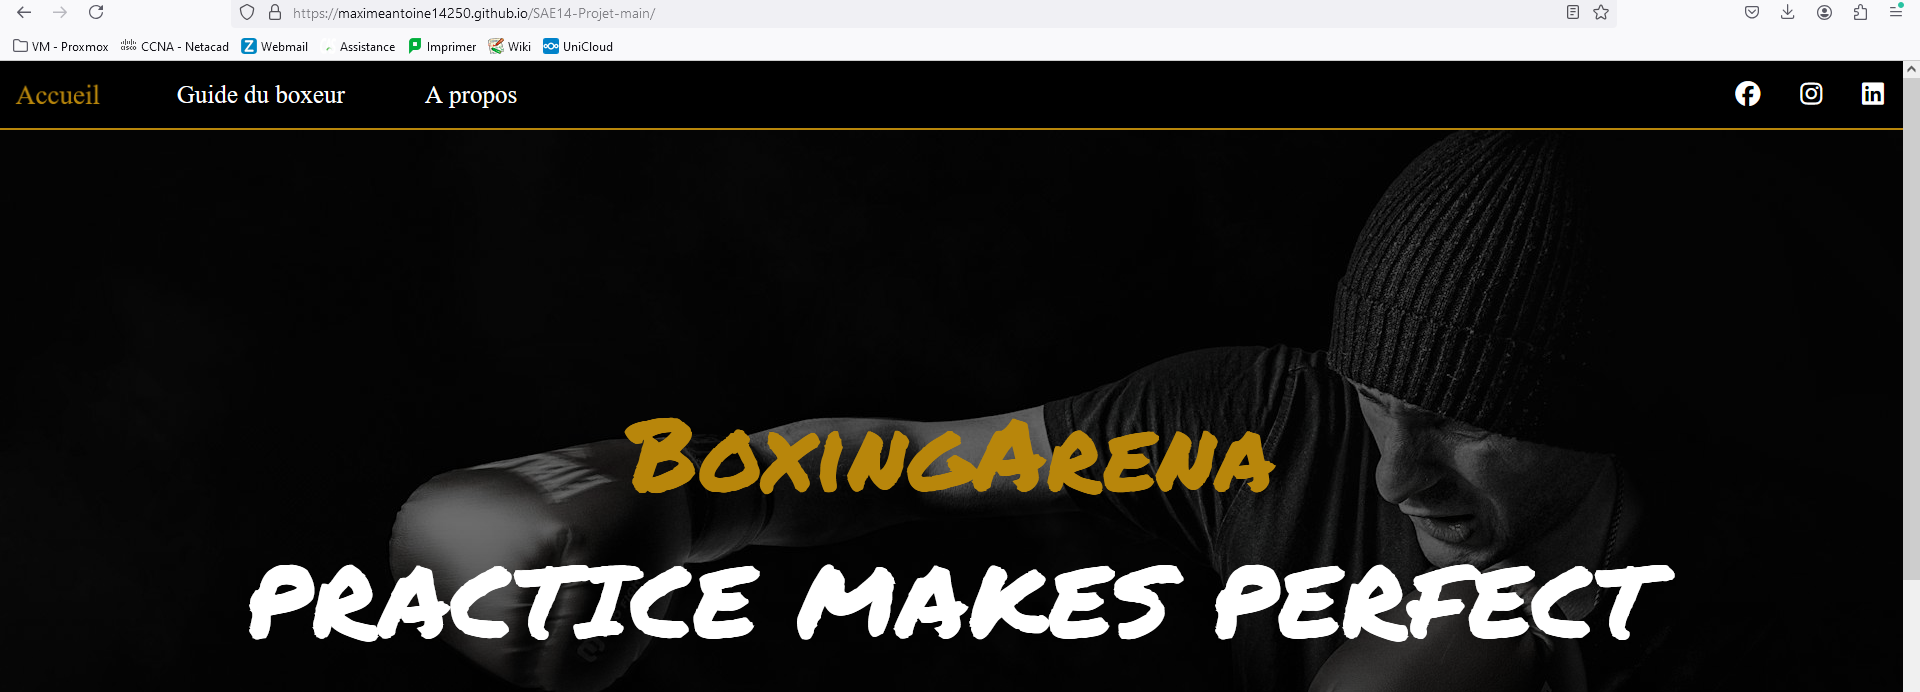 https://maximeantoine14250.github.io/SAE14-Projet-main/
VM - Proxmox CCNA - Netacad Webmail Assistance Imprimer Wiki UniCloud
Accueil Guide du boxeur A propos
BoxingArena
PRACTICE MAKES PERFECT